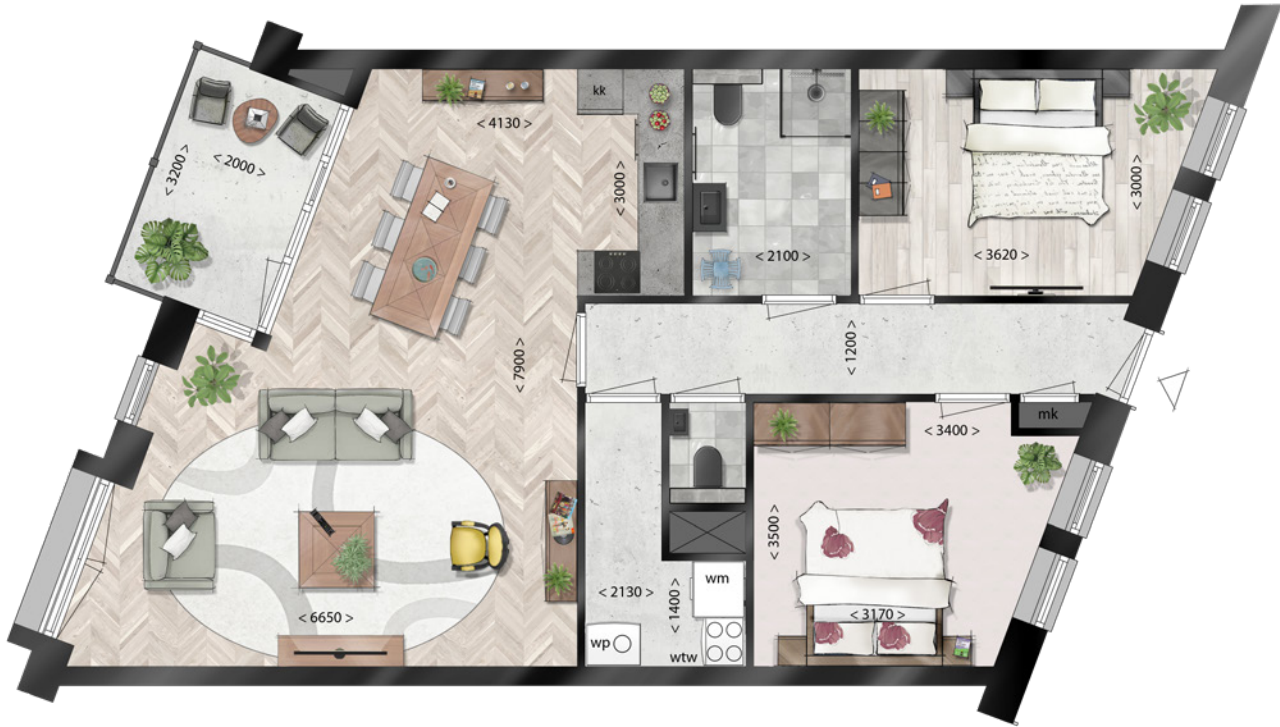 kk
< 4130 >
< 3200 >
< 2000 >
< 3000 >
< 2100 >
< 3620 >
< 3000 >
< 7900 >
< 1200 >
mk
< 3400 >
< 3500 >
wm
< 2130 >
< 1400 >
< 6650 >
< 3170 >
wp
wtw